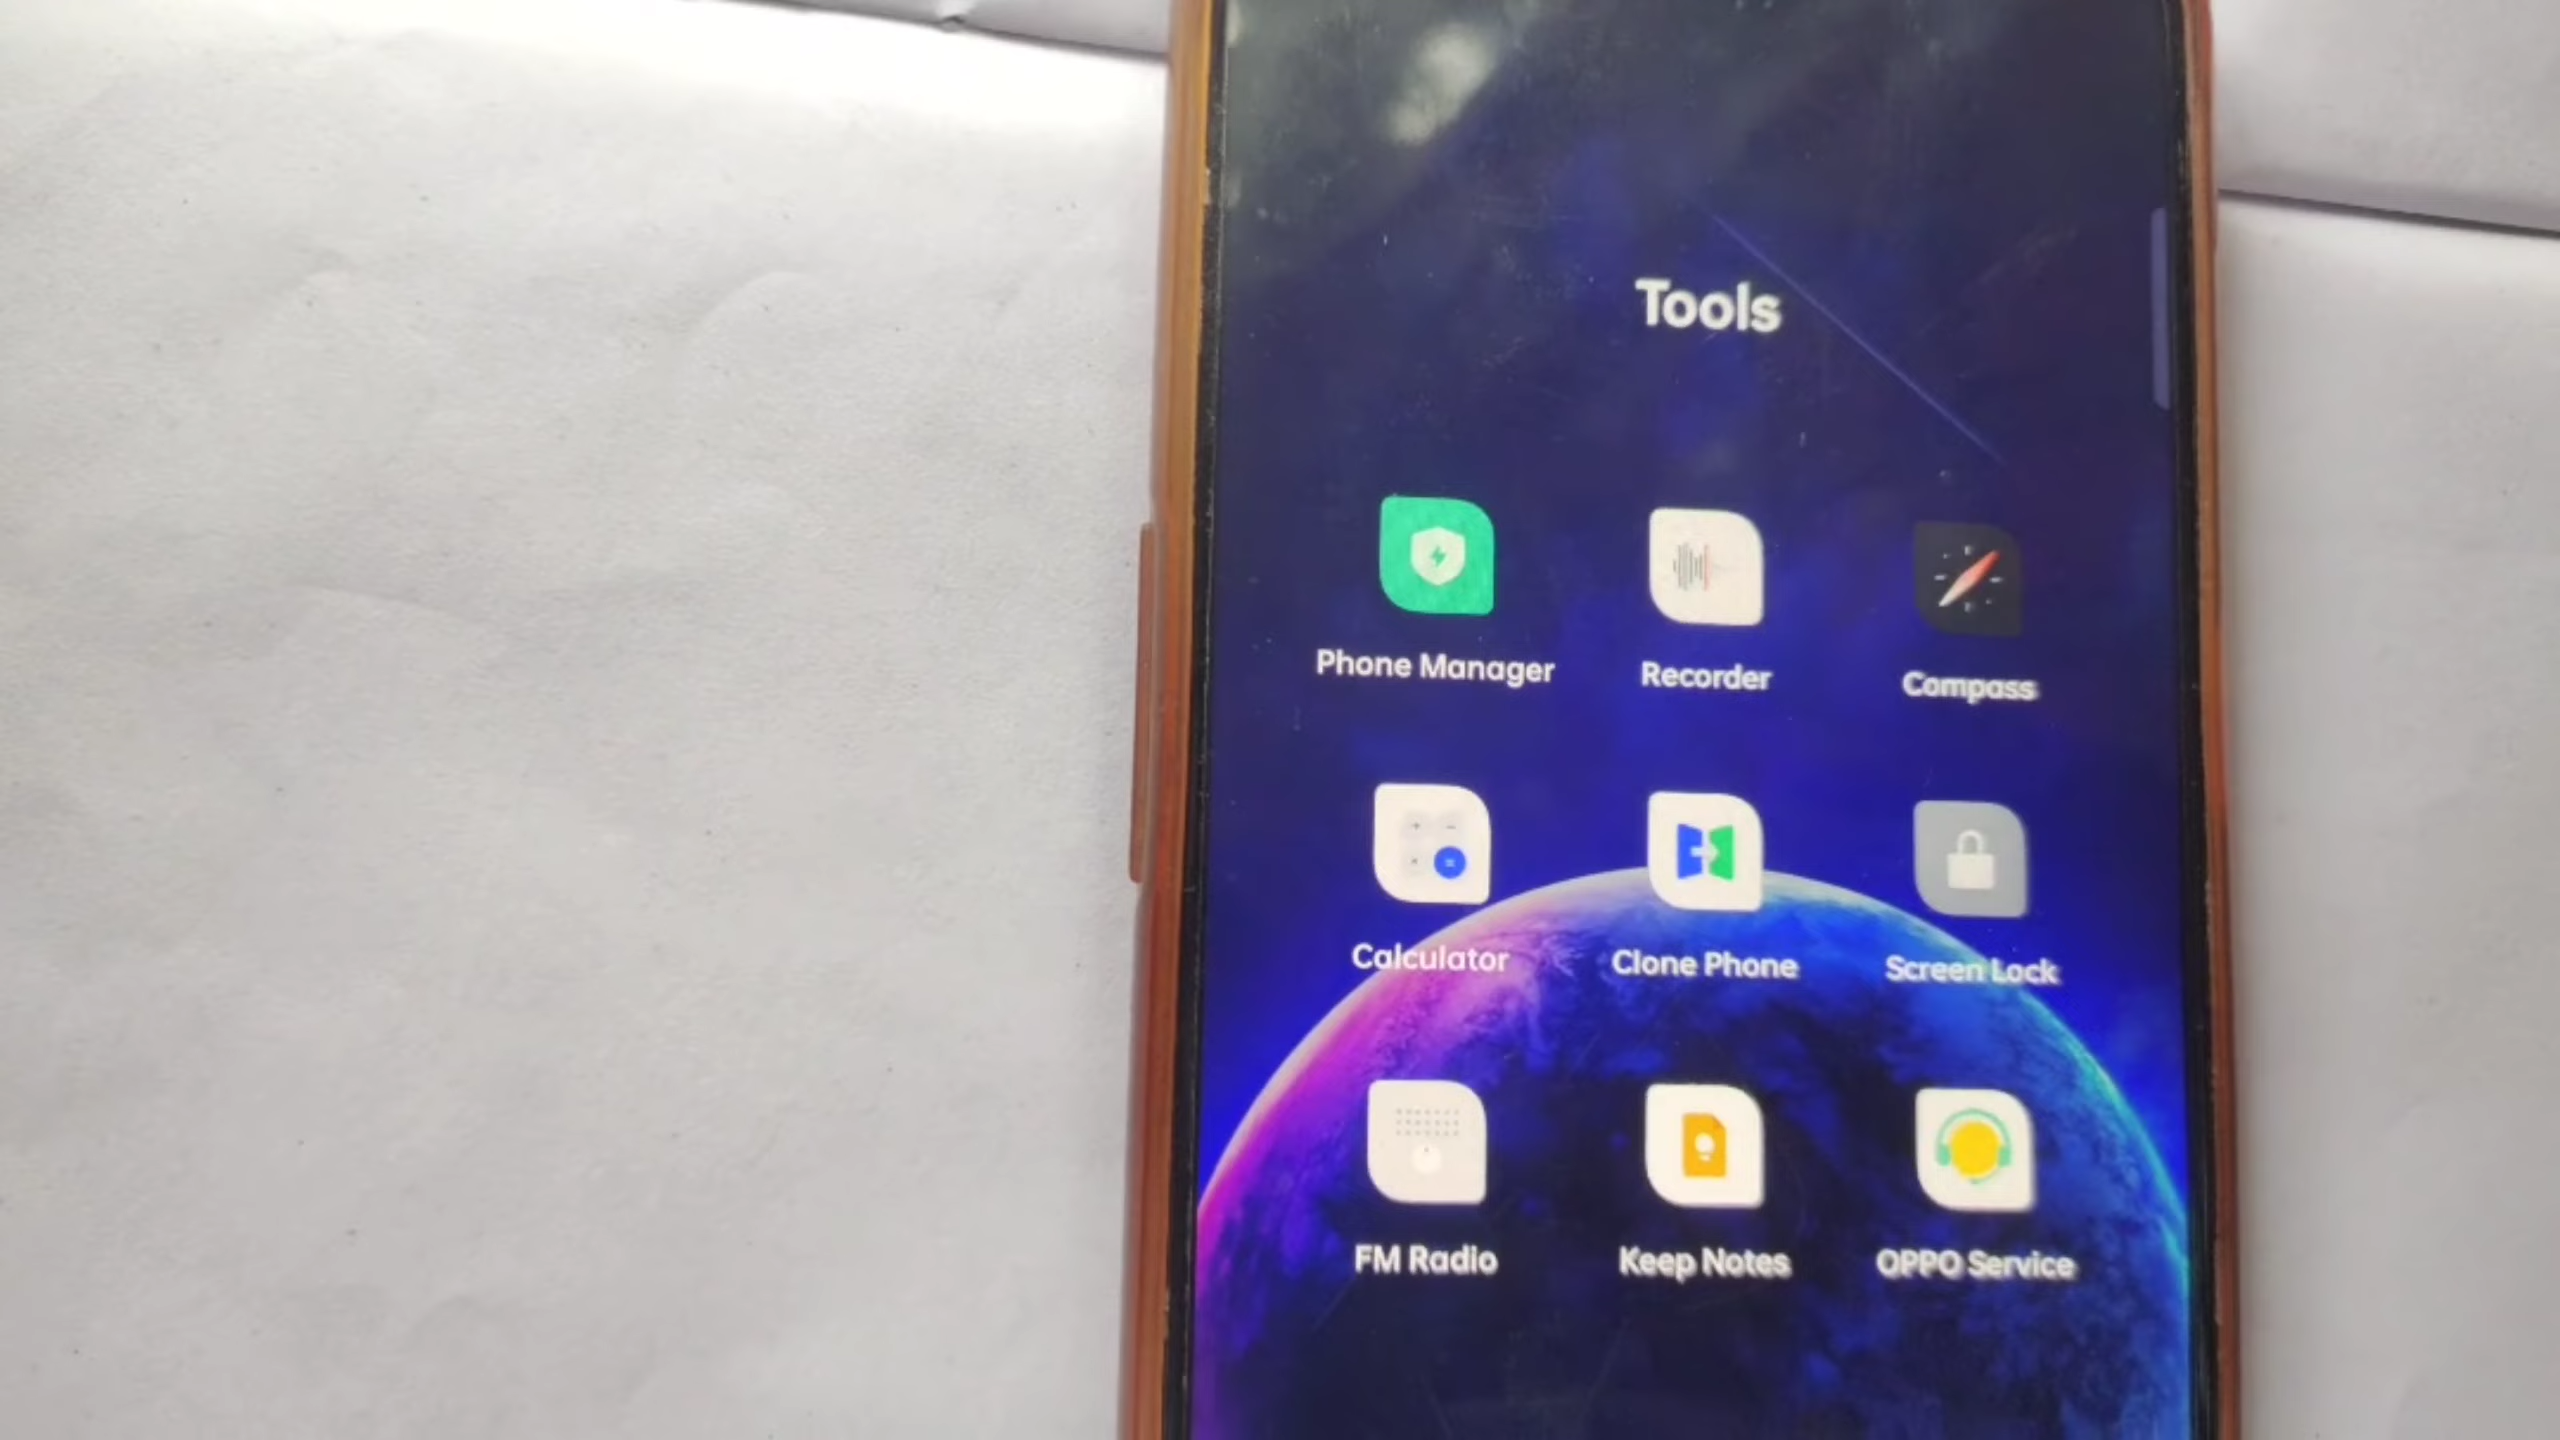 Tools
Phone Manager
Recorder
Compass
Calculator
Clone Phone
Screen Lock
FM Radio
Keep Notes
OPPO Service